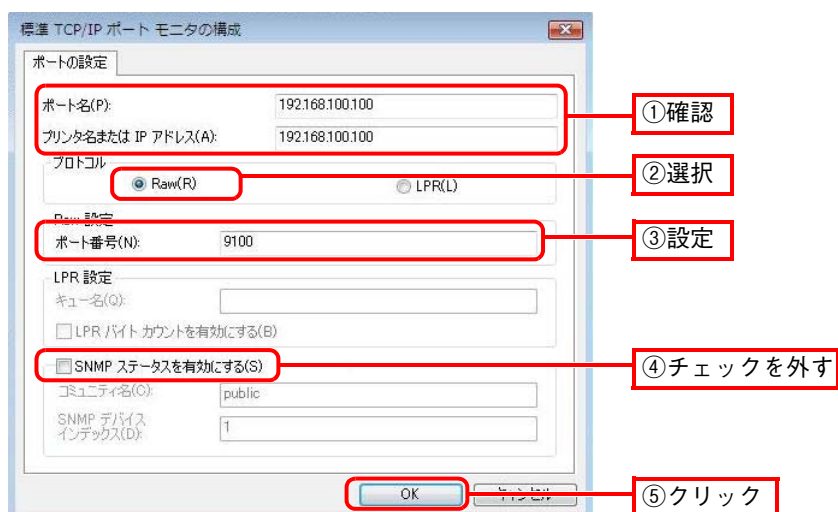 標準 TCP/IP ポート モニタの構成
ポートの設定
ポート名(P): 192.168.100.100
プリンタ名または IP アドレス(A): 192.168.100.100
①確認
プロトコル
Raw(R) LPR(L)
②選択
Raw 設定
ポート番号(N): 9100
③設定
LPR 設定
キュー名(Q):
LPR バイト カウントを有効にする(B)
SNMP ステータスを有効にする(S)
④チェックを外す
コミュニティ名(C): public
SNMP デバイス
インデックス(D): 1
OK キャンセル
⑤クリック